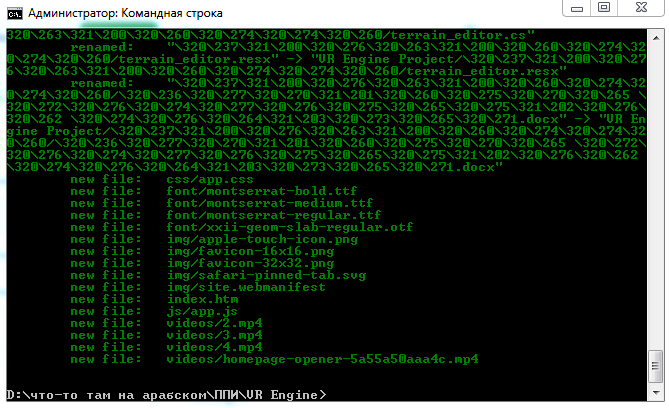 Администратор: Командная строка
320\263\321\200\320\260\320\274\320\274\320\260/terrain_editor.cs"
renamed: "\320\237\321\200\320\276\320\263\321\200\320\260\320\274\32
0\274\320\260/terrain_editor.resx" -> "VR Engine Project/\320\237\321\200\320\27
6\320\263\321\200\320\260\320\274\320\274\320\260/terrain_editor.resx"
renamed: "\320\237\321\200\320\276\320\263\321\200\320\260\320\274\32
0\274\320\260/\320\236\320\277\320\270\321\201\320\260\320\275\320\270\320\265 \
320\272\320\276\320\274\320\277\320\276\320\275\320\265\320\275\321\202\320\276\
320\262 \320\274\320\276\320\264\321\203\320\273\320\265\320\271.docx" -> "VR En
gine Project/\320\237\321\200\320\276\320\263\321\200\320\260\320\274\320\274\32
0\260/\320\236\320\277\320\270\321\201\320\260\320\275\320\270\320\265 \320\272\
320\276\320\274\320\277\320\276\320\275\320\265\320\275\321\202\320\276\320\262
\320\274\320\276\320\264\321\203\320\273\320\265\320\271.docx"
new file: css/app.css
new file: font/montserrat-bold.ttf
new file: font/montserrat-medium.ttf
new file: font/montserrat-regular.ttf
new file: font/xxii-geom-slab-regular.otf
new file: img/apple-touch-icon.png
new file: img/favicon-16x16.png
new file: img/favicon-32x32.png
new file: img/safari-pinned-tab.svg
new file: img/site.webmanifest
new file: index.htm
new file: js/app.js
new file: videos/2.mp4
new file: videos/3.mp4
new file: videos/4.mp4
new file: videos/homepage-opener-5a55a50aaa4c.mp4
D:\что-то там на арабском\ППИ\VR Engine>